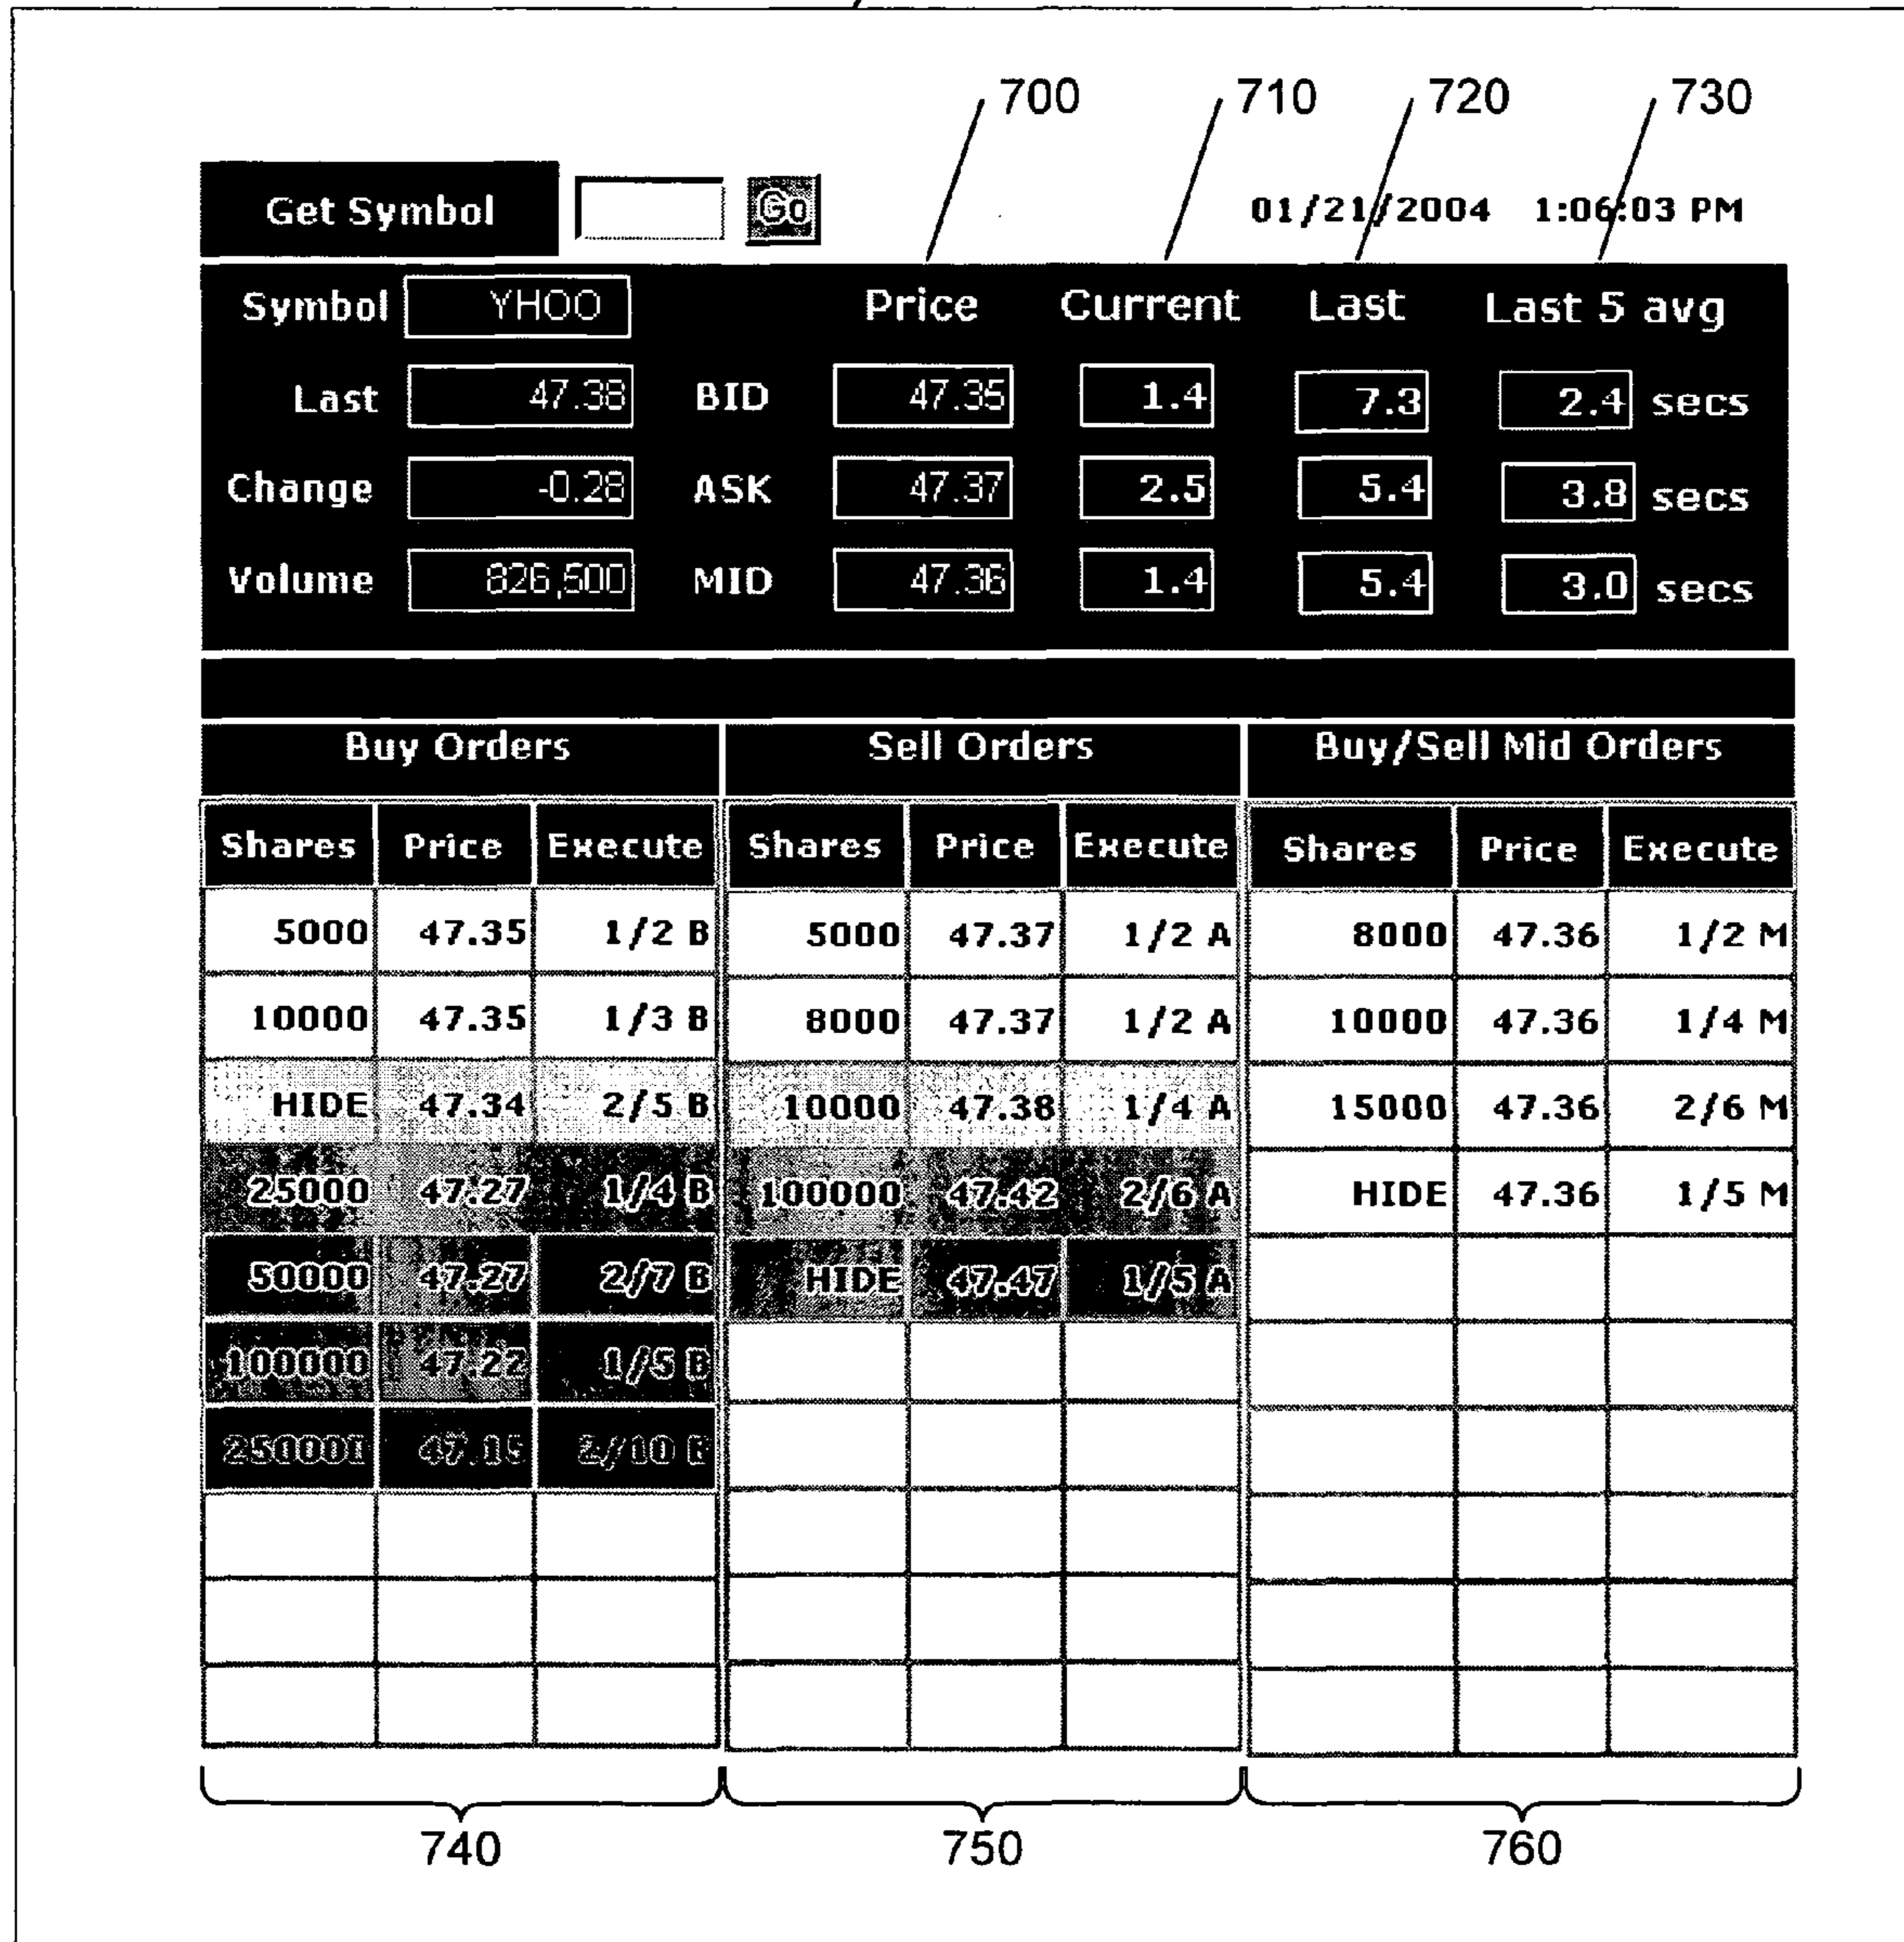 700 710 720 730
Get Symbol Go 01/21/2004 1:06:03 PM
Symbol YHOO Price Current Last Last 5 avg
Last 47.38 BID 47.35 1.4 7.3 2.4 secs
Change -0.28 ASK 47.37 2.5 5.4 3.8 secs
Volume 826,500 MID 47.36 1.4 5.4 3.0 secs
Buy Orders Sell Orders Buy/Sell Mid Orders
Shares Price Execute Shares Price Execute Shares Price Execute
5000 47.35 1/2 B 5000 47.37 1/2 A 8000 47.36 1/2 M
10000 47.35 1/3 B 8000 47.37 1/2 A 10000 47.36 1/4 M
HIDE 47.34 2/5 B 10000 47.38 1/4 A 15000 47.36 2/6 M
25000 47.27 1/4 B 100000 47.42 2/6 A HIDE 47.36 1/5 M
50000 47.27 2/7 B HIDE 47.47 1/5 A
100000 47.22 1/5 B
250000 47.15 2/10 B
740 750 760